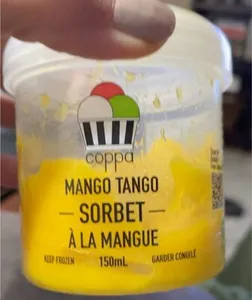 coppa
MANGO TANGO
SORBET
À LA MANGUE
KEEP FROZEN 150mL GARDER CONGELÉ